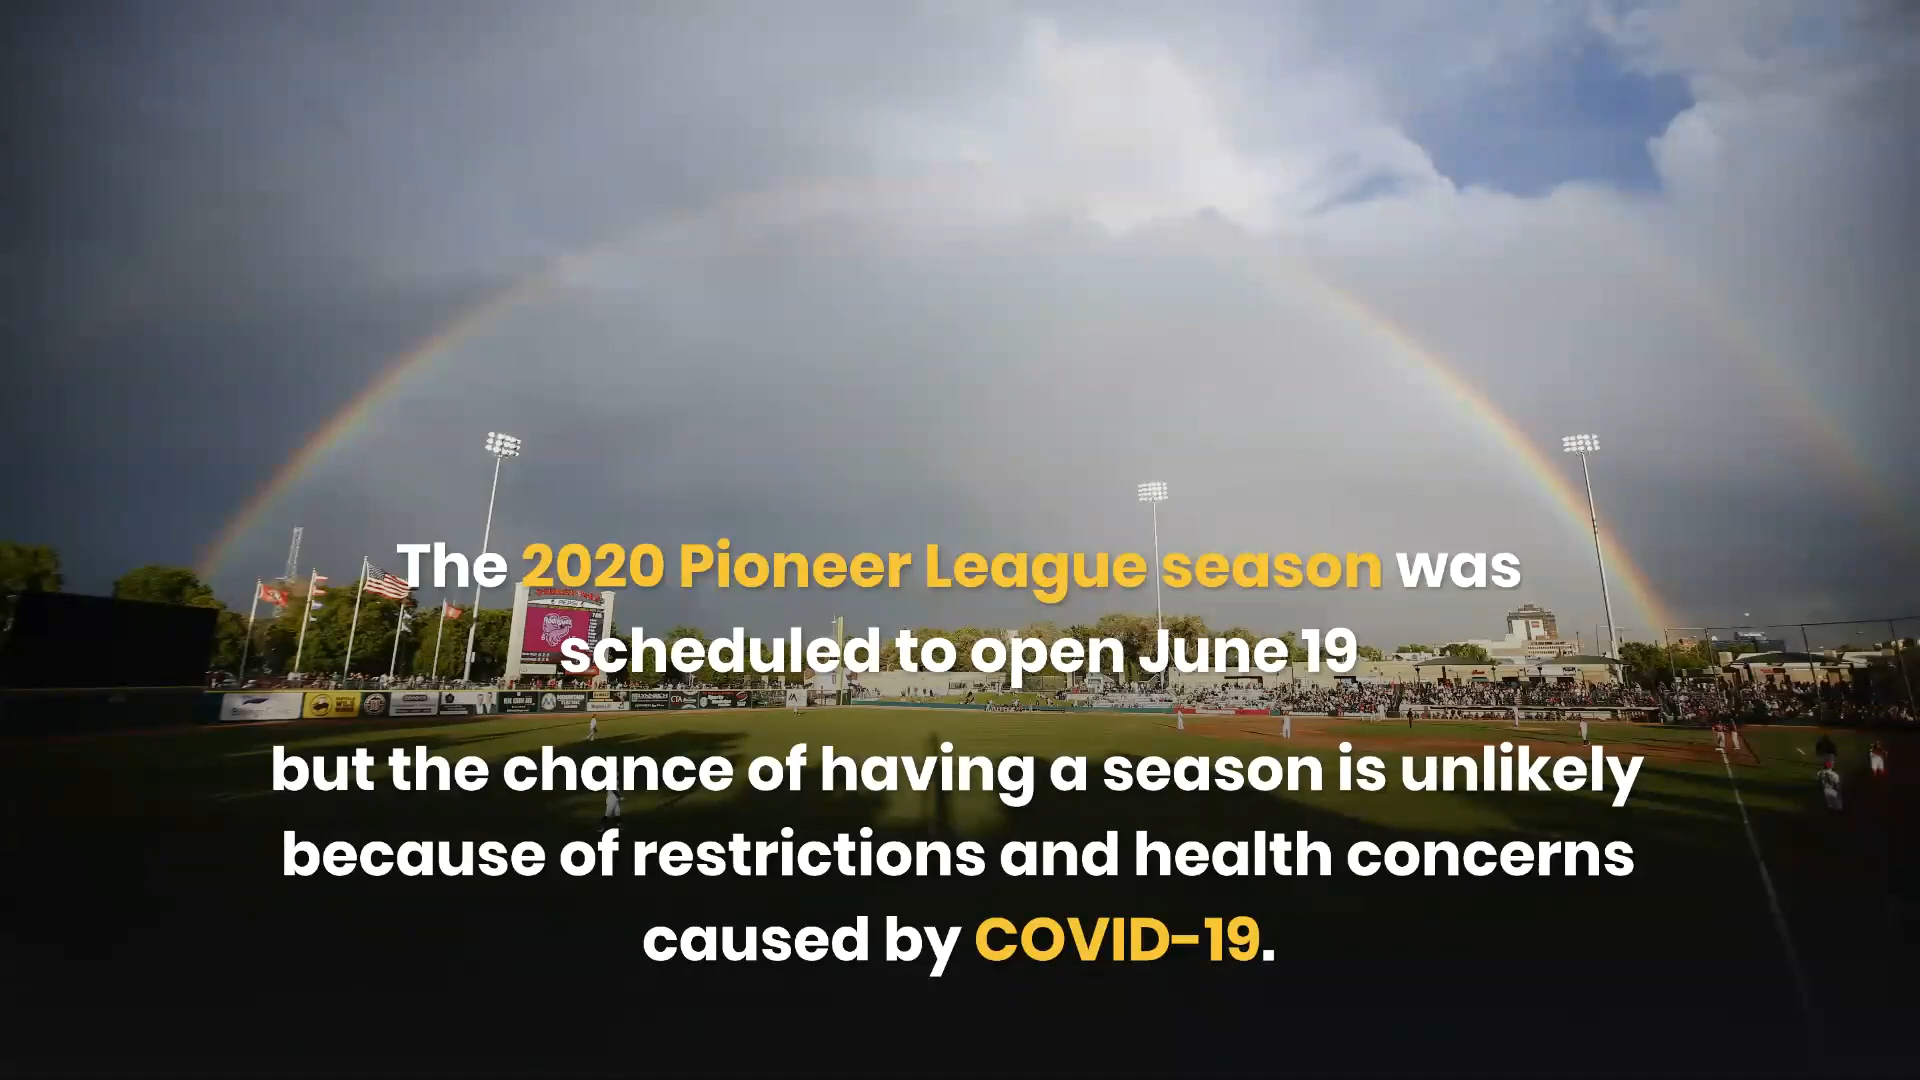 The 2020 Pioneer League season was
scheduled to open June 19
but the chance of having a season is unlikely
because of restrictions and health concerns
caused by COVID-19.